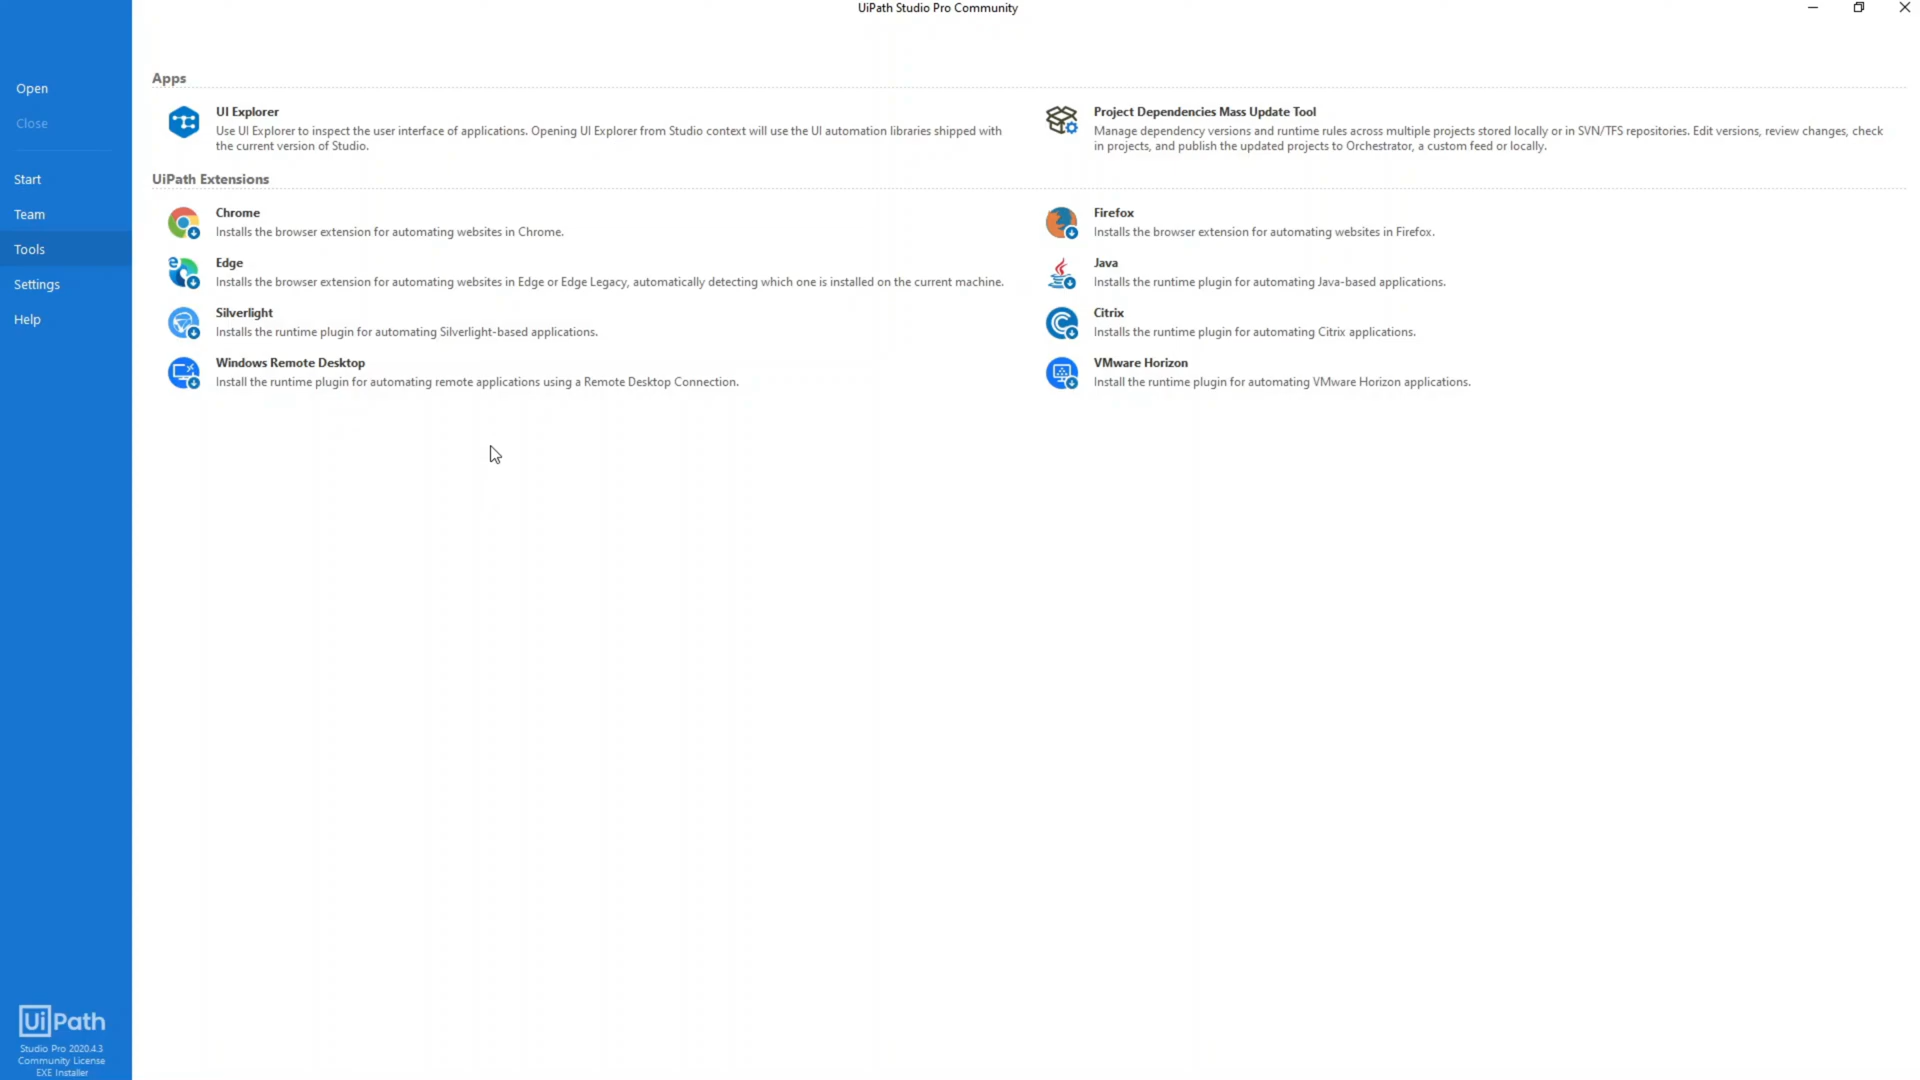 UiPath Studio Pro Community
Open
Close
Start
Team
Tools
Settings
Help
Apps
UI Explorer
Use UI Explorer to inspect the user interface of applications. Opening UI Explorer from Studio context will use the UI automation libraries shipped with
the current version of Studio.
Project Dependencies Mass Update Tool
Manage dependency versions and runtime rules across multiple projects stored locally or in SVN/TFS repositories. Edit versions, review changes, check
in projects, and publish the updated projects to Orchestrator, a custom feed or locally.
UiPath Extensions
Chrome
Installs the browser extension for automating websites in Chrome.
Firefox
Installs the browser extension for automating websites in Firefox.
Edge
Installs the browser extension for automating websites in Edge or Edge Legacy, automatically detecting which one is installed on the current machine.
Java
Installs the runtime plugin for automating Java-based applications.
Silverlight
Installs the runtime plugin for automating Silverlight-based applications.
Citrix
Installs the runtime plugin for automating Citrix applications.
Windows Remote Desktop
Install the runtime plugin for automating remote applications using a Remote Desktop Connection.
VMware Horizon
Install the runtime plugin for automating VMware Horizon applications.
UiPath
Studio Pro 2020.4.3
Community License
EXE Installer